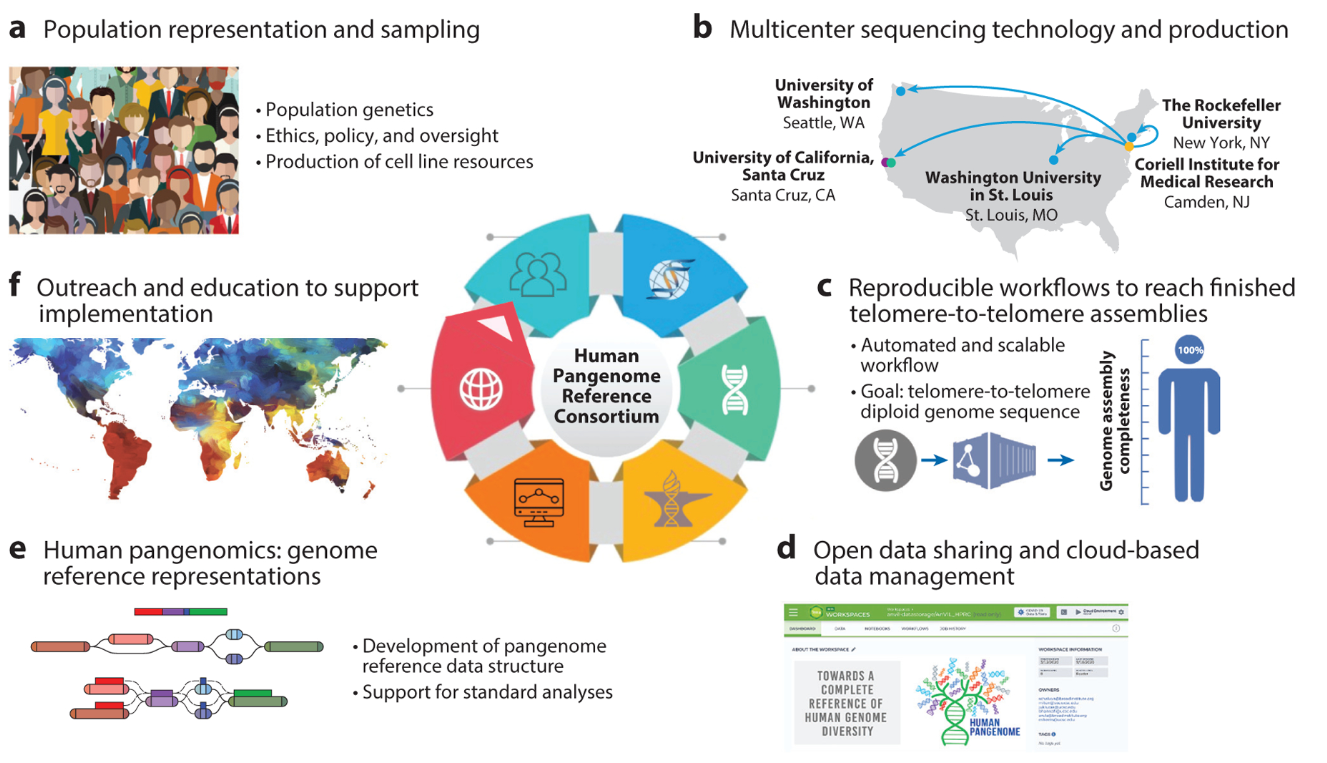 a Population representation and sampling
• Population genetics
• Ethics, policy, and oversight
• Production of cell line resources
b Multicenter sequencing technology and production
University of
Washington
Seattle, WA
University of California,
Santa Cruz
Santa Cruz, CA
Washington University
in St. Louis
St. Louis, MO
The Rockefeller
University
New York, NY
Coriell Institute for
Medical Research
Camden, NJ
f Outreach and education to support
implementation
Human
Pangenome
Reference
Consortium
c Reproducible workflows to reach finished
telomere-to-telomere assemblies
• Automated and scalable
workflow
• Goal: telomere-to-telomere
diploid genome sequence
Genome assembly
completeness
100%
e Human pangenomics: genome
reference representations
• Development of pangenome
reference data structure
• Support for standard analyses
d Open data sharing and cloud-based
data management
WORKSPACES
DASHBOARD
DATA
NOTEBOOKS
WORKFLOWS
JOB HISTORY
ABOUT THE WORKSPACE
WORKSPACE INFORMATION
TOWARDS A
COMPLETE
REFERENCE OF
HUMAN GENOME
DIVERSITY
HUMAN
PANGENOME
OWNERS
TAGS